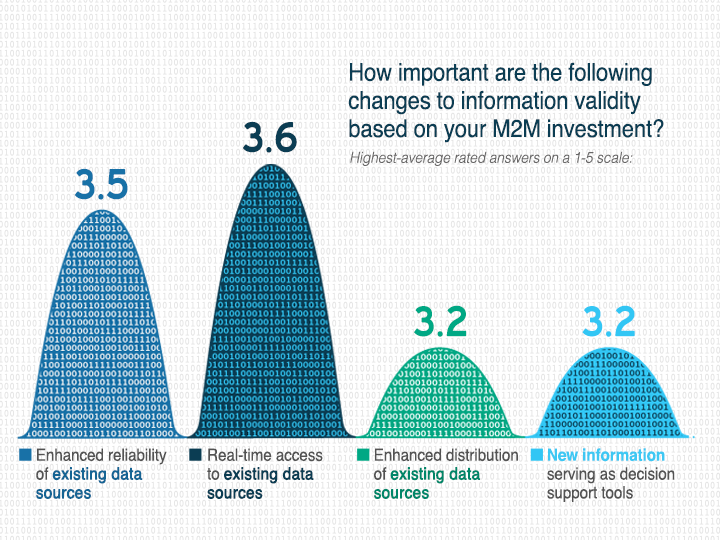 How important are the following
changes to information validity
based on your M2M investment?
Highest-average rated answers on a 1-5 scale:
3.5
3.6
3.2
3.2
Enhanced reliability
of existing data
sources
Real-time access
to existing data
sources
Enhanced distribution
of existing data
sources
New information
serving as decision
support tools